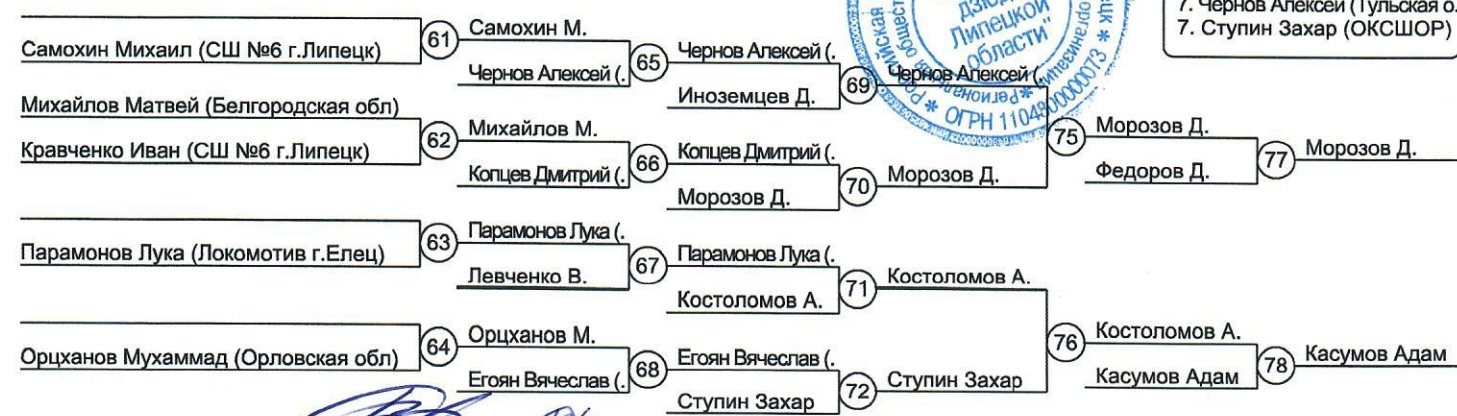 7. Чернов Алексей (Тульская о.
7. Ступин Захар (ОКСШОР)
дзюдо
Липецкой
области"
ОГРН 1104800000073
Самохин Михаил (СШ №6 г.Липецк)
61
Самохин М.
Чернов Алексей (.
65
Чернов Алексей (.
Иноземцев Д.
69
Чернов Алексей (.
Михайлов Матвей (Белгородская обл)
Кравченко Иван (СШ №6 г.Липецк)
62
Михайлов М.
Копцев Дмитрий (.
66
Копцев Дмитрий (.
Морозов Д.
70
Морозов Д.
75
Морозов Д.
Федоров Д.
77
Морозов Д.
Парамонов Лука (Локомотив г.Елец)
63
Парамонов Лука (.
Левченко В.
67
Парамонов Лука (.
Костоломов А.
71
Костоломов А.
Орцханов Мухаммад (Орловская обл)
64
Орцханов М.
Егоян Вячеслав (.
68
Егоян Вячеслав (.
Ступин Захар
72
Ступин Захар
76
Костоломов А.
Касумов Адам
78
Касумов Адам